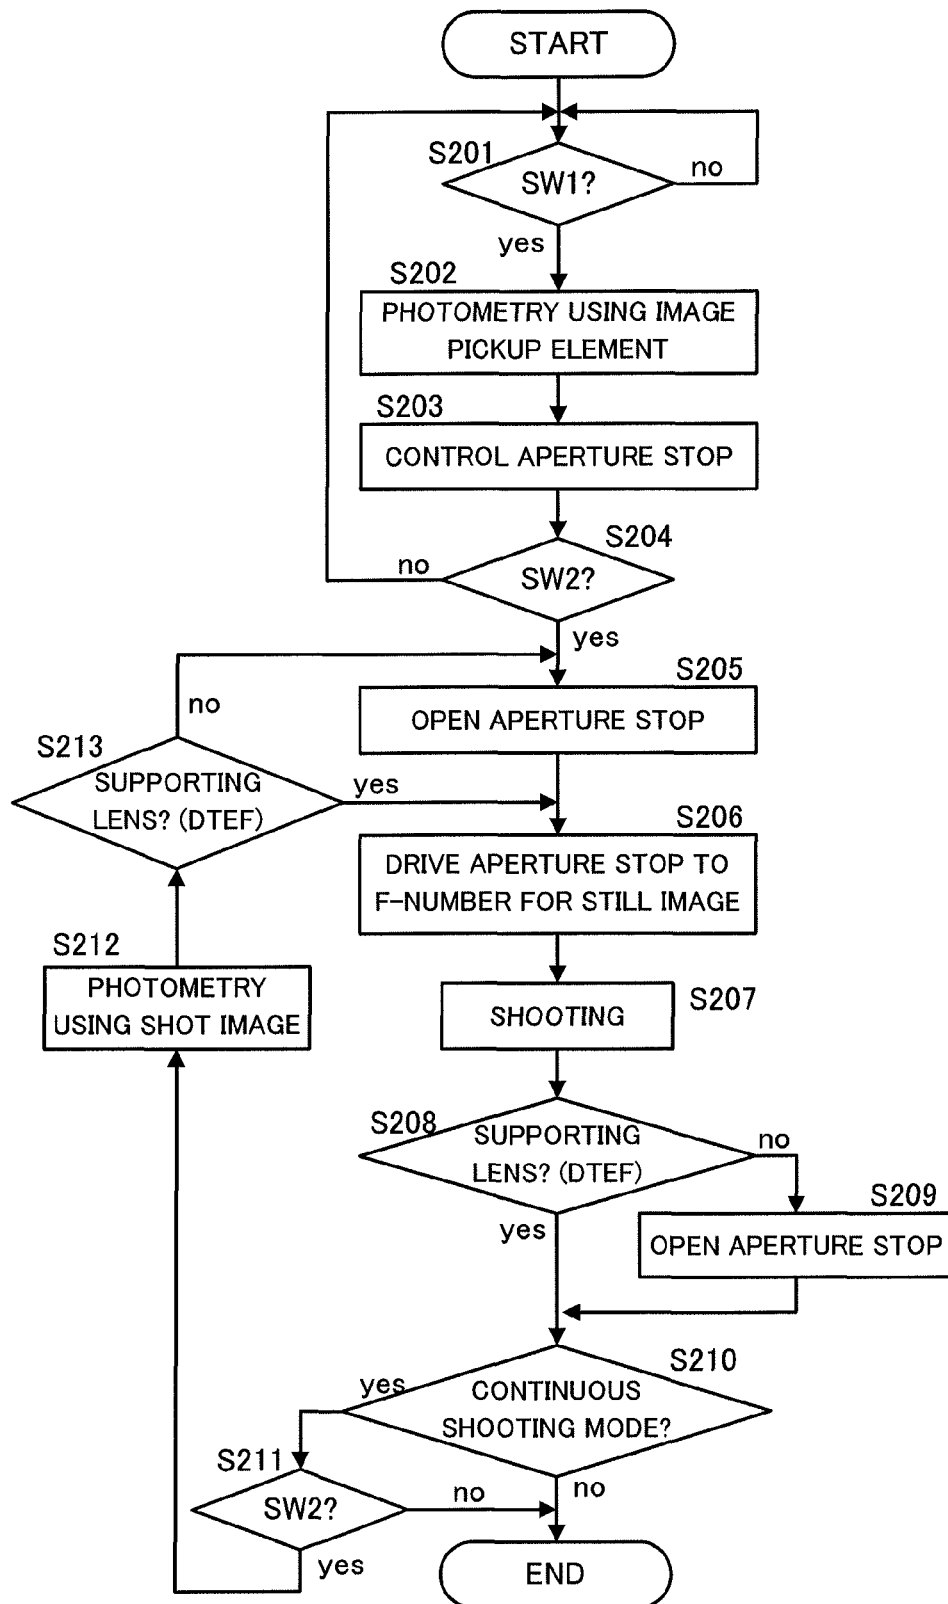 START
S201
SW1?
no
yes
S202
PHOTOMETRY USING IMAGE
PICKUP ELEMENT
S203
CONTROL APERTURE STOP
S204
no
SW2?
yes
S205
no
OPEN APERTURE STOP
S213
SUPPORTING
LENS? (DTEF)
yes
S206
DRIVE APERTURE STOP TO
F-NUMBER FOR STILL IMAGE
S212
PHOTOMETRY
USING SHOT IMAGE
S207
SHOOTING
S208
SUPPORTING
LENS? (DTEF)
no
yes
S209
OPEN APERTURE STOP
S210
yes
CONTINUOUS
SHOOTING MODE?
S211
SW2?
no
no
yes
END